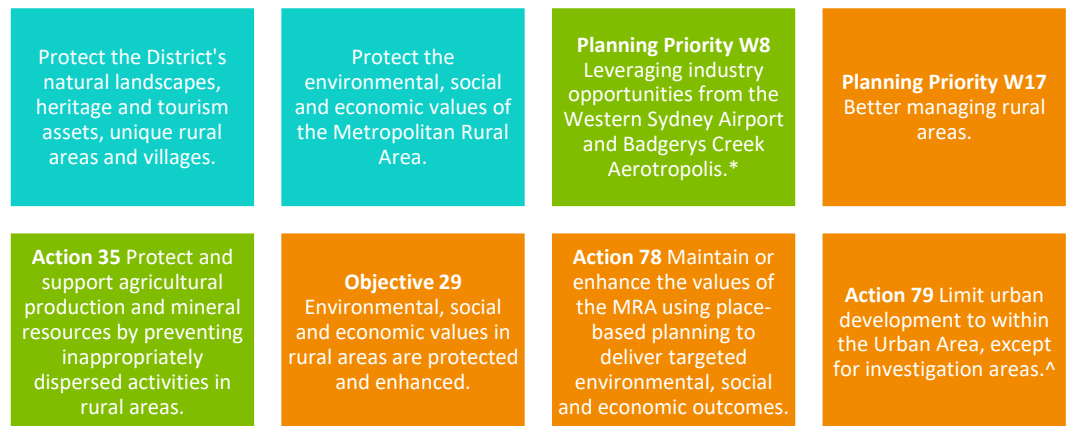 Protect the District's
natural landscapes,
heritage and tourism
assets, unique rural
areas and villages.
Protect the
environmental, social
and economic values of
the Metropolitan Rural
Area.
Planning Priority W8
Leveraging industry
opportunities from the
Western Sydney Airport
and Badgerys Creek
Aerotropolis.*
Planning Priority W17
Better managing rural
areas.
Action 35 Protect and
support agricultural
production and mineral
resources by preventing
inappropriately
dispersed activities in
rural areas.
Objective 29
Environmental, social
and economic values in
rural areas are protected
and enhanced.
Action 78 Maintain or
enhance the values of
the MRA using place-
based planning to
deliver targeted
environmental, social
and economic outcomes.
Action 79 Limit urban
development to within
the Urban Area, except
for investigation areas.^